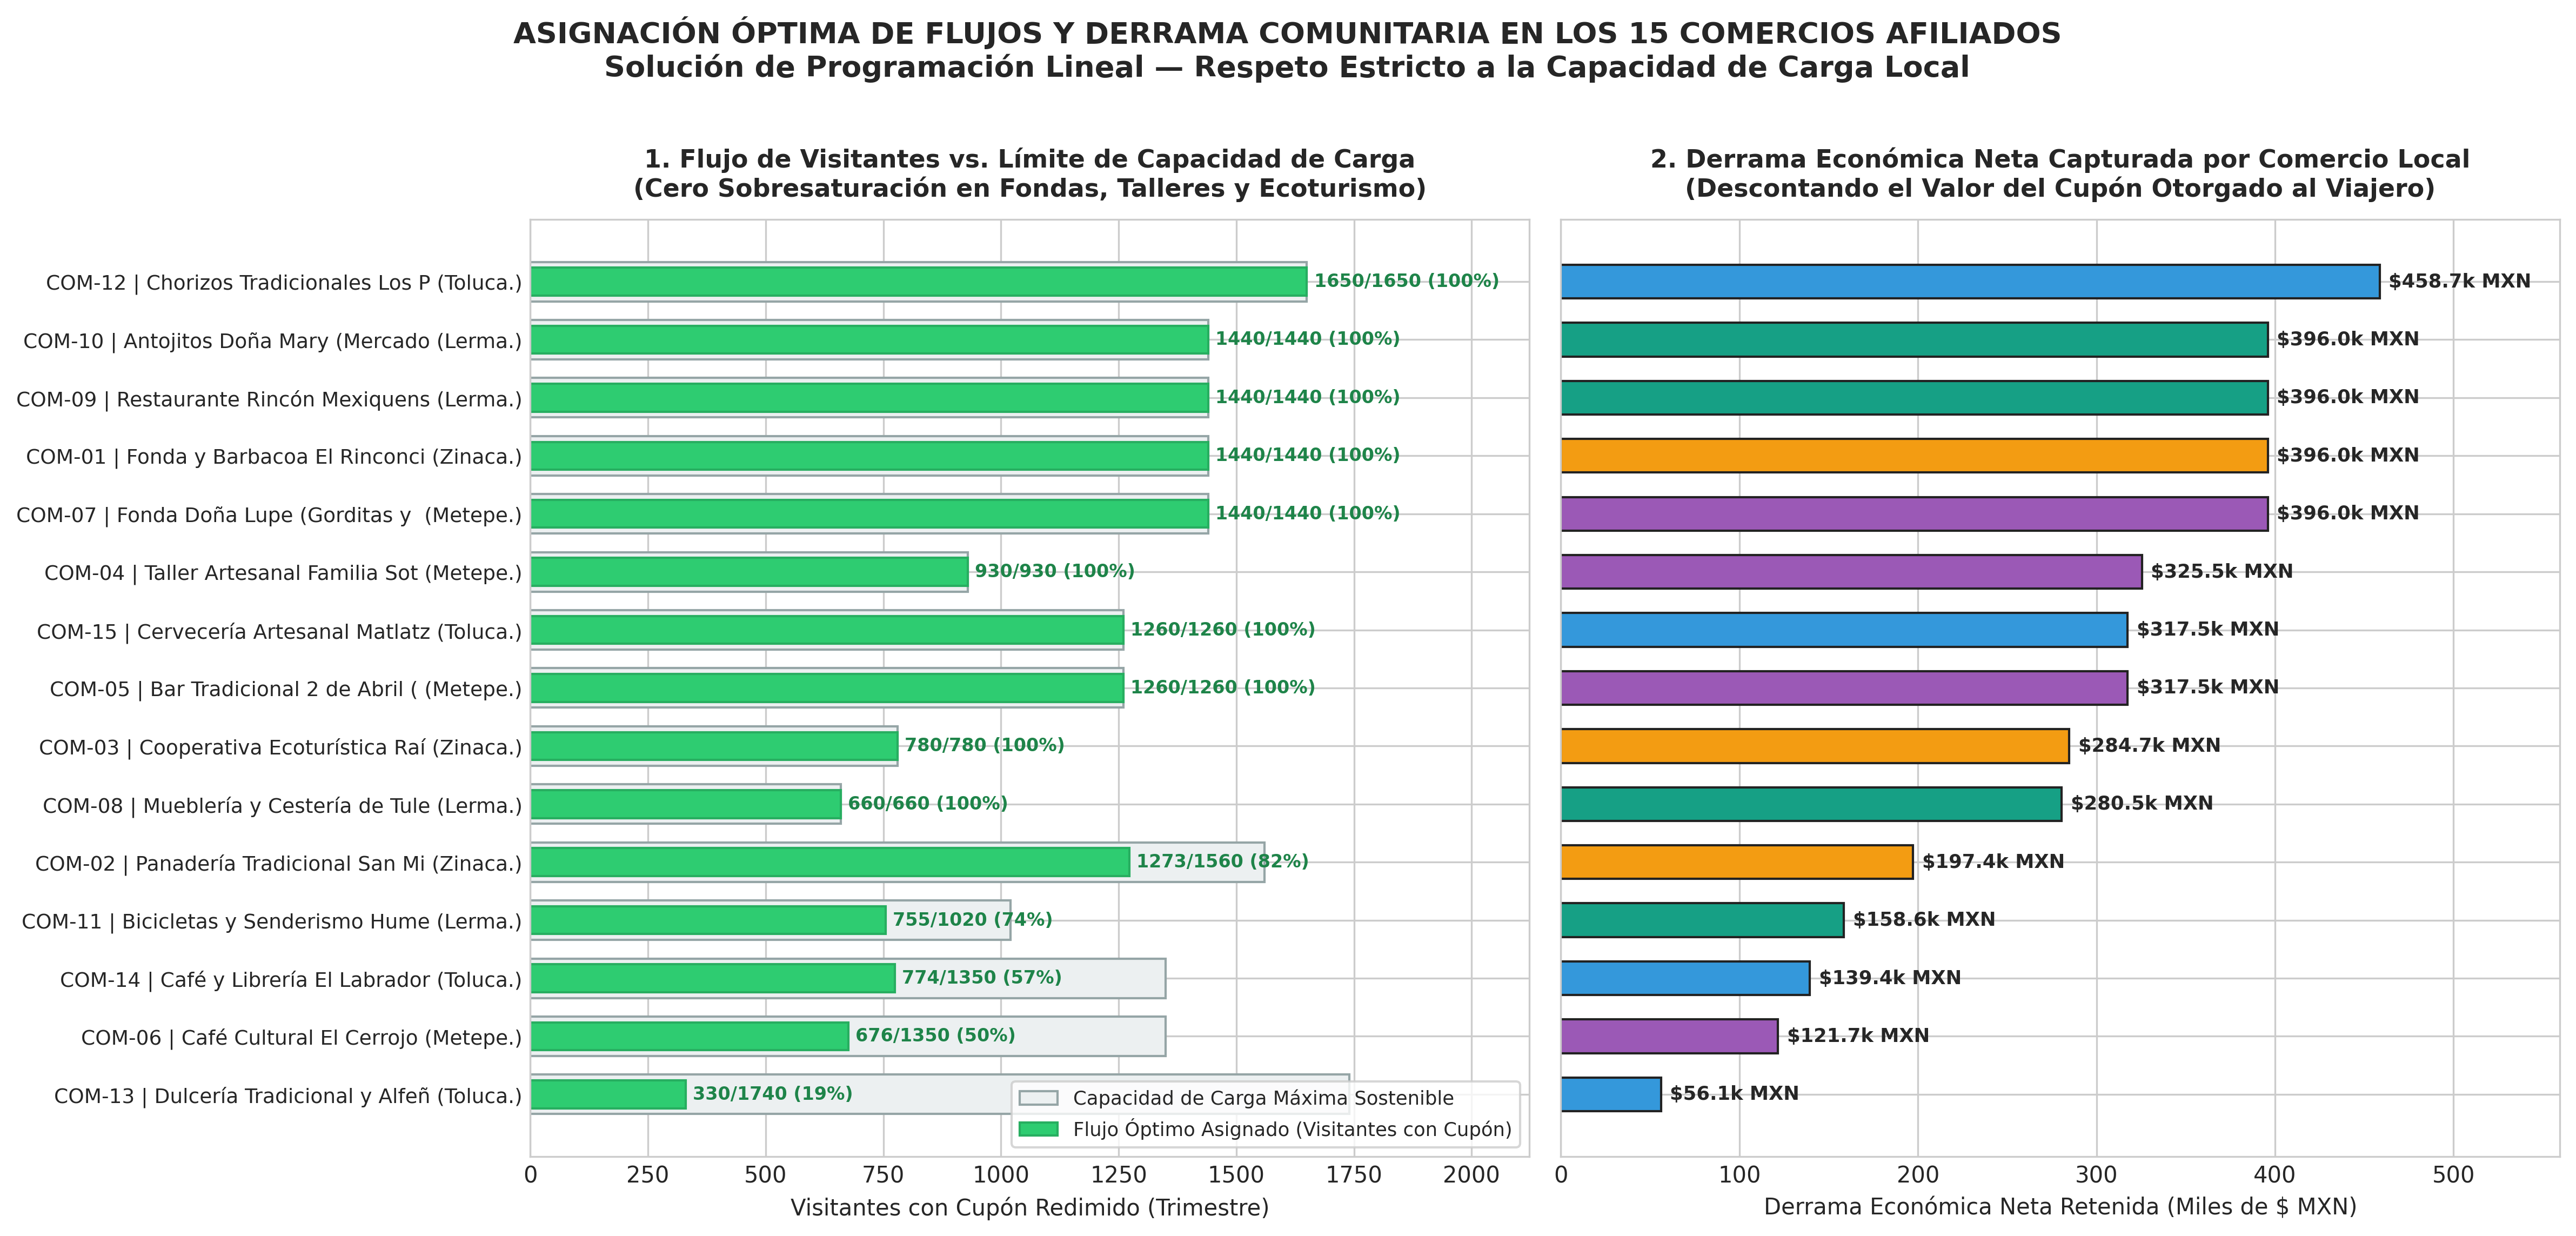 ASIGNACIÓN ÓPTIMA DE FLUJOS Y DERRAMA COMUNITARIA EN LOS 15 COMERCIOS AFILIADOS
Solución de Programación Lineal — Respeto Estricto a la Capacidad de Carga Local
1. Flujo de Visitantes vs. Límite de Capacidad de Carga
(Cero Sobresaturación en Fondas, Talleres y Ecoturismo)
COM-12 | Chorizos Tradicionales Los P (Toluca.)
1650/1650 (100%)
COM-10 | Antojitos Doña Mary (Mercado (Lerma.)
1440/1440 (100%)
COM-09 | Restaurante Rincón Mexiquens (Lerma.)
1440/1440 (100%)
COM-01 | Fonda y Barbacoa El Rinconci (Zinaca.)
1440/1440 (100%)
COM-07 | Fonda Doña Lupe (Gorditas y  (Metepe.)
1440/1440 (100%)
COM-04 | Taller Artesanal Familia Sot (Metepe.)
930/930 (100%)
COM-15 | Cervecería Artesanal Matlatz (Toluca.)
1260/1260 (100%)
COM-05 | Bar Tradicional 2 de Abril ( (Metepe.)
1260/1260 (100%)
COM-03 | Cooperativa Ecoturística Raí (Zinaca.)
780/780 (100%)
COM-08 | Mueblería y Cestería de Tule (Lerma.)
660/660 (100%)
COM-02 | Panadería Tradicional San Mi (Zinaca.)
1273/1560 (82%)
COM-11 | Bicicletas y Senderismo Hume (Lerma.)
755/1020 (74%)
COM-14 | Café y Librería El Labrador (Toluca.)
774/1350 (57%)
COM-06 | Café Cultural El Cerrojo (Metepe.)
676/1350 (50%)
COM-13 | Dulcería Tradicional y Alfeñ (Toluca.)
330/1740 (19%)
Capacidad de Carga Máxima Sostenible
Flujo Óptimo Asignado (Visitantes con Cupón)
0 250 500 750 1000 1250 1500 1750 2000
Visitantes con Cupón Redimido (Trimestre)
2. Derrama Económica Neta Capturada por Comercio Local
(Descontando el Valor del Cupón Otorgado al Viajero)
$458.7k MXN
$396.0k MXN
$396.0k MXN
$396.0k MXN
$396.0k MXN
$325.5k MXN
$317.5k MXN
$317.5k MXN
$284.7k MXN
$280.5k MXN
$197.4k MXN
$158.6k MXN
$139.4k MXN
$121.7k MXN
$56.1k MXN
0 100 200 300 400 500
Derrama Económica Neta Retenida (Miles de $ MXN)